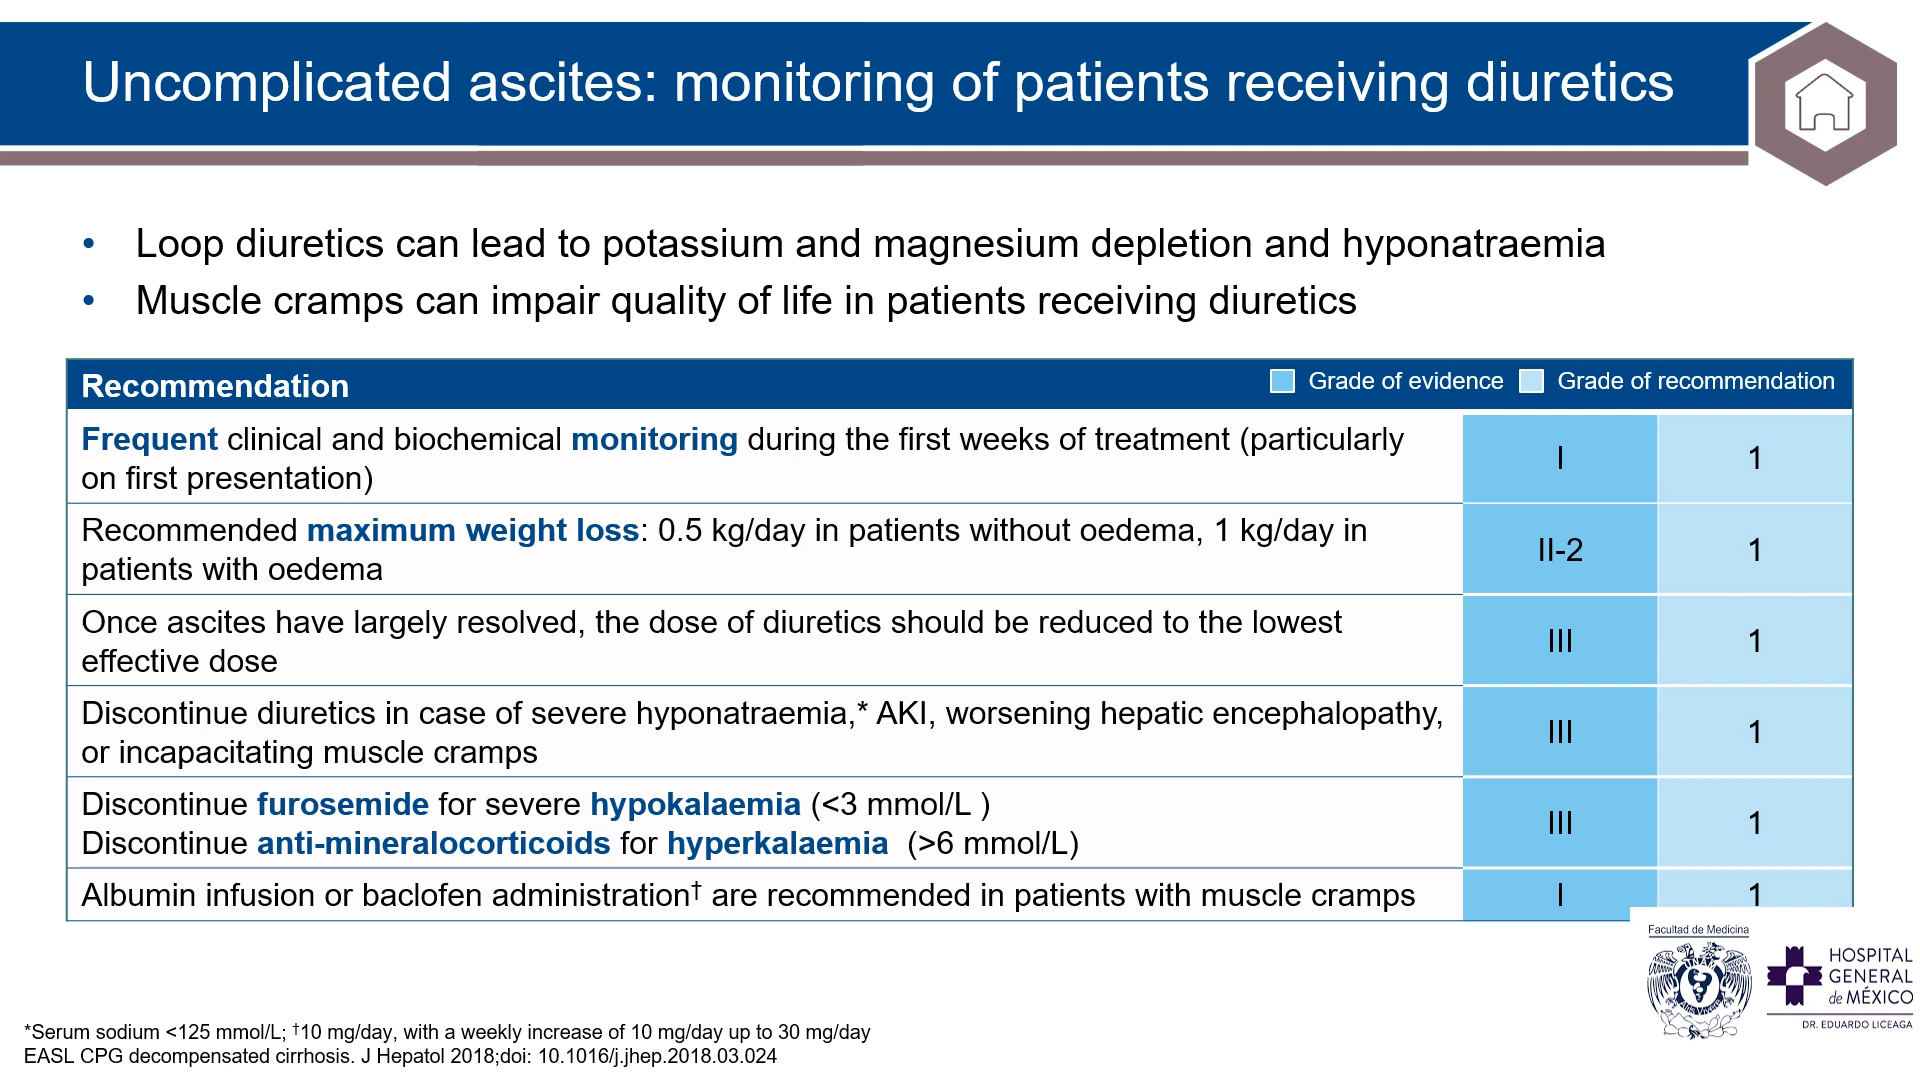 Uncomplicated ascites: monitoring of patients receiving diuretics
• Loop diuretics can lead to potassium and magnesium depletion and hyponatraemia
• Muscle cramps can impair quality of life in patients receiving diuretics
Recommendation Grade of evidence Grade of recommendation
Frequent clinical and biochemical monitoring during the first weeks of treatment (particularly
on first presentation)
I 1
Recommended maximum weight loss: 0.5 kg/day in patients without oedema, 1 kg/day in
patients with oedema
II-2 1
Once ascites have largely resolved, the dose of diuretics should be reduced to the lowest
effective dose
III 1
Discontinue diuretics in case of severe hyponatraemia,* AKI, worsening hepatic encephalopathy,
or incapacitating muscle cramps
III 1
Discontinue furosemide for severe hypokalaemia (<3 mmol/L )
Discontinue anti-mineralocorticoids for hyperkalaemia (>6 mmol/L)
III 1
Albumin infusion or baclofen administration† are recommended in patients with muscle cramps I 1
Facultad de Medicina
HOSPITAL
GENERAL
de MÉXICO
DR. EDUARDO LICEAGA
*Serum sodium <125 mmol/L; †10 mg/day, with a weekly increase of 10 mg/day up to 30 mg/day
EASL CPG decompensated cirrhosis. J Hepatol 2018;doi: 10.1016/j.jhep.2018.03.024